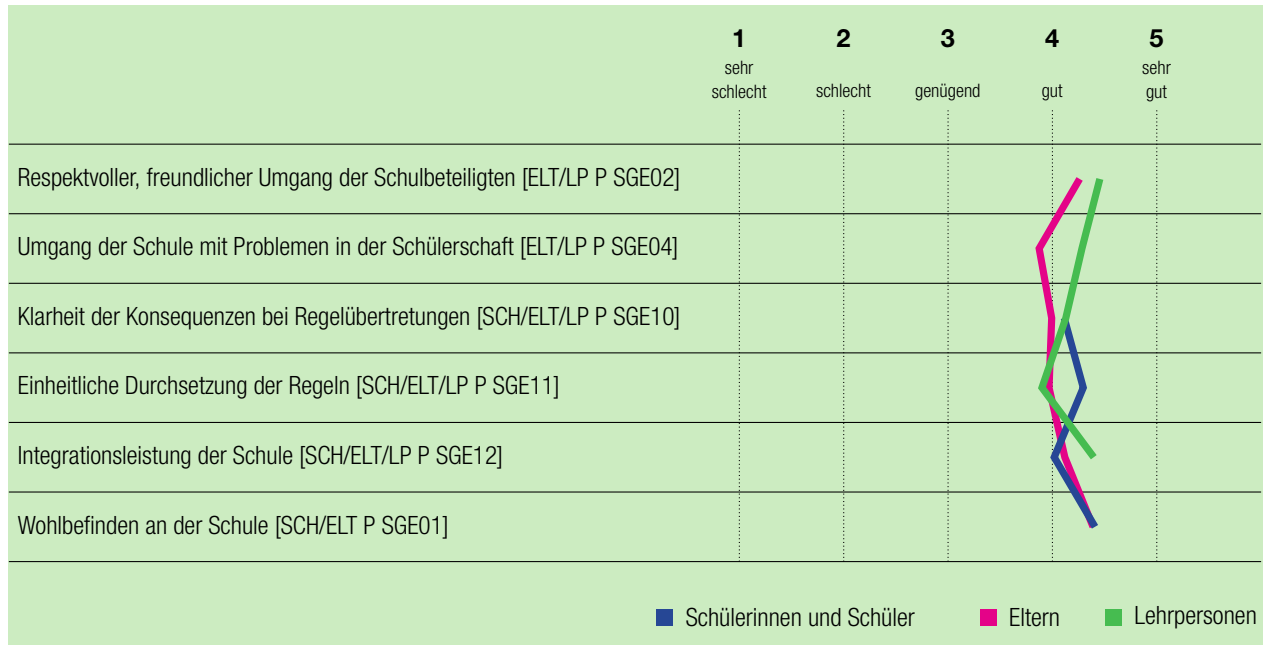 1 2 3 4 5
sehr schlecht schlecht genügend gut sehr gut
Respektvoller, freundlicher Umgang der Schulbeteiligten [ELT/LP P SGE02]
Umgang der Schule mit Problemen in der Schülerschaft [ELT/LP P SGE04]
Klarheit der Konsequenzen bei Regelübertretungen [SCH/ELT/LP P SGE10]
Einheitliche Durchsetzung der Regeln [SCH/ELT/LP P SGE11]
Integrationsleistung der Schule [SCH/ELT/LP P SGE12]
Wohlbefinden an der Schule [SCH/ELT P SGE01]
Schülerinnen und Schüler Eltern Lehrpersonen